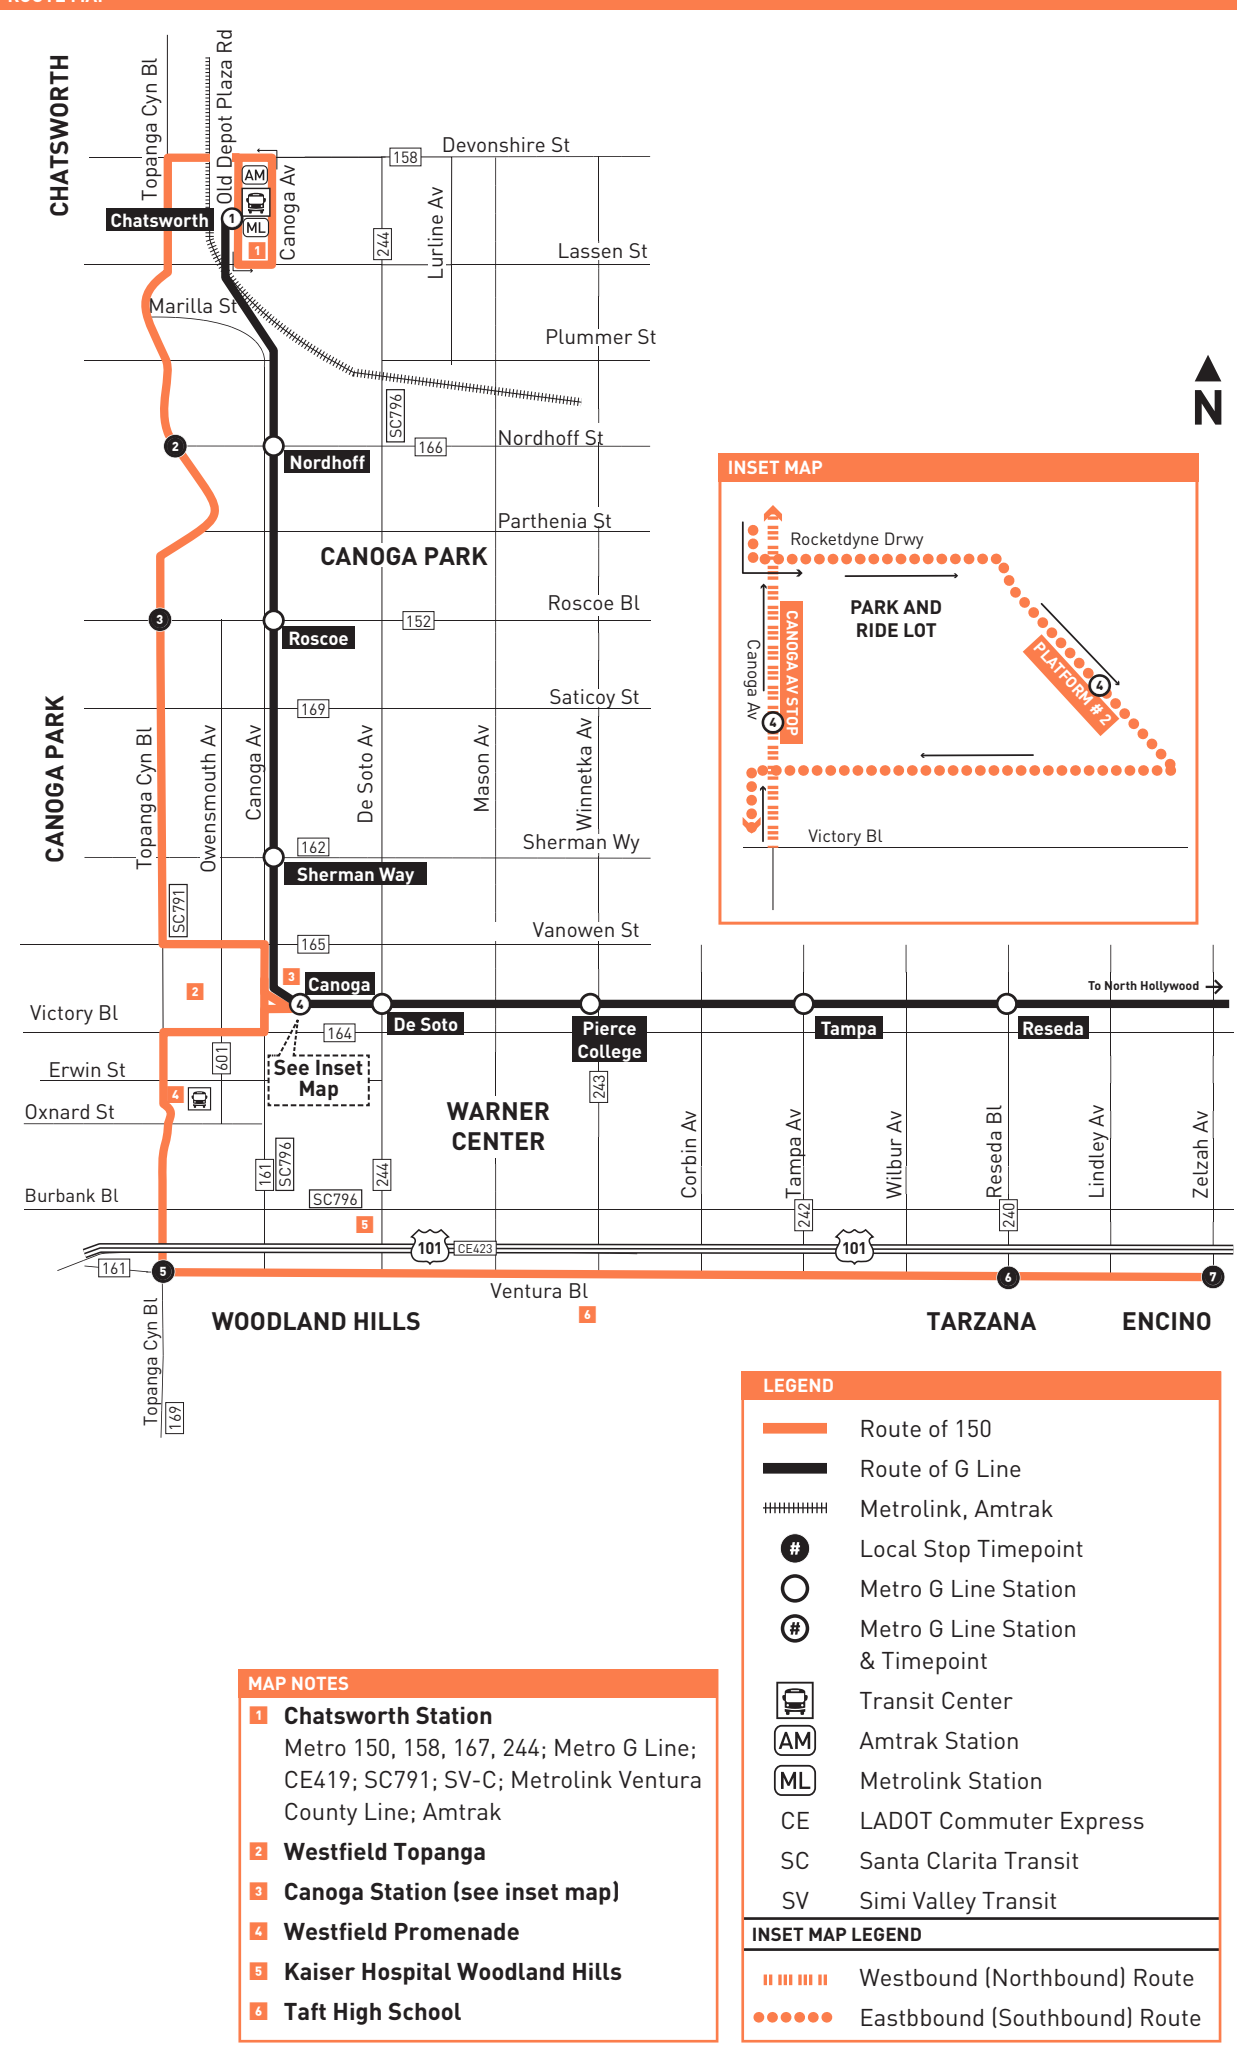 ROUTE MAP
CHATSWORTH
Topanga Cyn Bl
Old Depot Plaza Rd
Devonshire St
158
AM
Canoga Av
Lurline Av
Chatsworth
1
ML
1
244
Lassen St
Marilla St
Plummer St
SC796
N
2
166
Nordhoff St
Nordhoff
INSET MAP
Rocketdyne Drwy
PARK AND
RIDE LOT
CANOGA AV STOP
Canoga Av
4
PLATFORM # 2
4
Victory Bl
Parthenia St
CANOGA PARK
Roscoe Bl
3
152
Roscoe
Saticoy St
169
CANOGA PARK
Topanga Cyn Bl
Owensmouth Av
Canoga Av
De Soto Av
Mason Av
Winnetka Av
162
Sherman Wy
Sherman Way
SC791
Vanowen St
165
2
3
Canoga
To North Hollywood
4
Victory Bl
164
De Soto
Pierce
College
Tampa
Reseda
Erwin St
601
See Inset
Map
243
4
Oxnard St
WARNER
CENTER
Corbin Av
Tampa Av
Wilbur Av
Reseda Bl
Lindley Av
Zelzah Av
161
SC796
244
Burbank Bl
SC796
5
242
240
101
CE423
101
161
5
6
7
Ventura Bl
6
Topanga Cyn Bl
WOODLAND HILLS
TARZANA
ENCINO
169
LEGEND
Route of 150
Route of G Line
Metrolink, Amtrak
# Local Stop Timepoint
Metro G Line Station
# Metro G Line Station
& Timepoint
Transit Center
AM Amtrak Station
ML Metrolink Station
CE LADOT Commuter Express
SC Santa Clarita Transit
SV Simi Valley Transit
INSET MAP LEGEND
Westbound (Northbound) Route
Eastbbound (Southbound) Route
MAP NOTES
1 Chatsworth Station
Metro 150, 158, 167, 244; Metro G Line;
CE419; SC791; SV-C; Metrolink Ventura
County Line; Amtrak
2 Westfield Topanga
3 Canoga Station (see inset map)
4 Westfield Promenade
5 Kaiser Hospital Woodland Hills
6 Taft High School